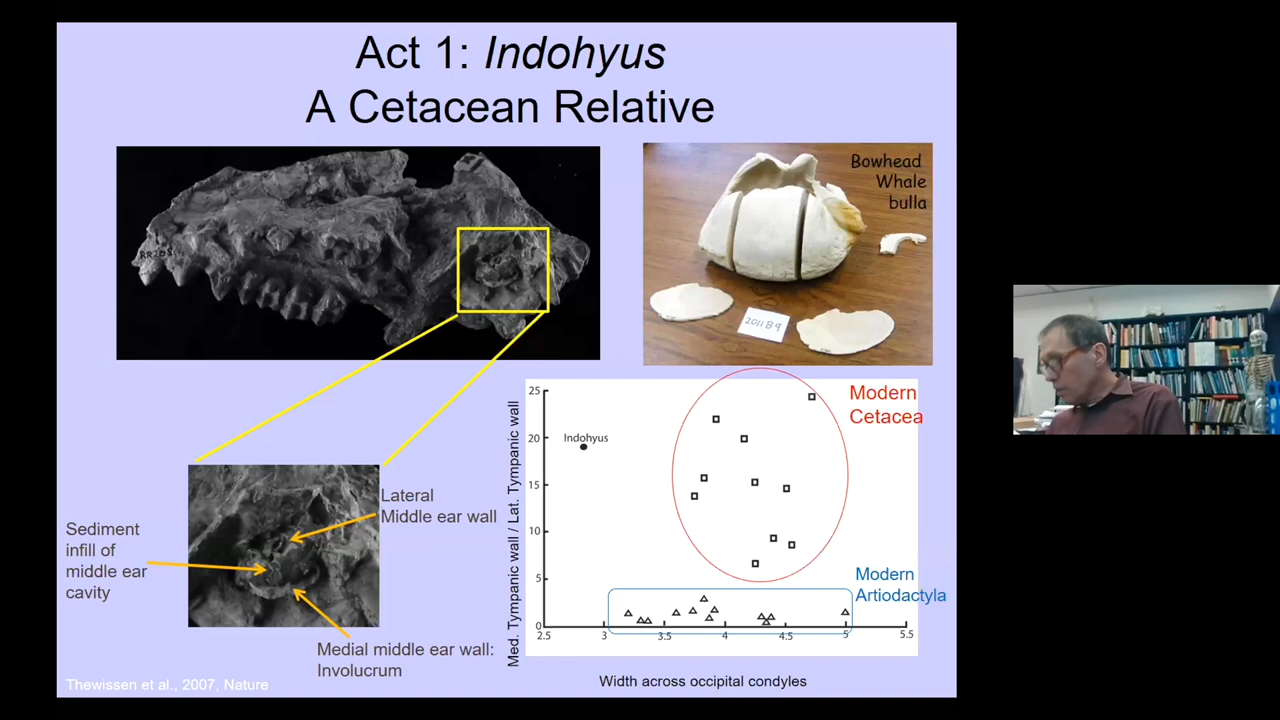 Act 1: Indohyus
A Cetacean Relative
RR208
Bowhead
Whale
bulla
2011B9
Lateral
Middle ear wall
Sediment
infill of
middle ear
cavity
Medial middle ear wall:
Involucrum
Thewissen et al., 2007, Nature
Med. Tympanic wall / Lat. Tympanic wall
25
20
15
10
5
0
2.5
3
3.5
4
4.5
5
5.5
Indohyus
Modern
Cetacea
Modern
Artiodactyla
Width across occipital condyles